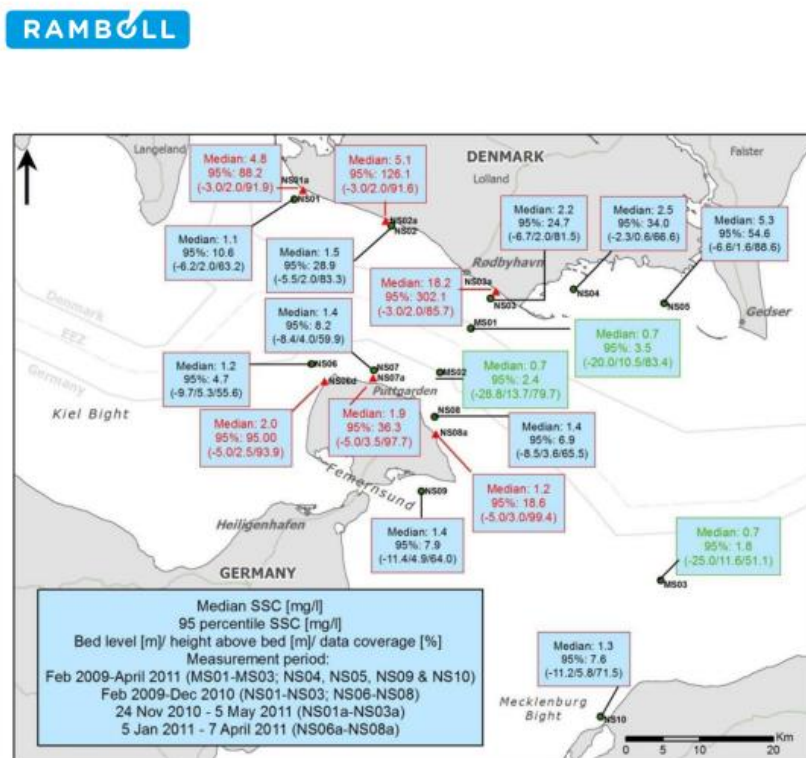 RAMBOLL
Langeland
DENMARK
Falster
Lolland
Median: 4.8
95%: 88.2
(-3.0/2.0/91.9)
NS01a
NS01
Median: 5.1
95%: 126.1
(-3.0/2.0/91.6)
NS02a
NS02
Median: 2.2
95%: 24.7
(-6.7/2.0/81.5)
Median: 2.5
95%: 34.0
(-2.3/0.6/66.6)
Median: 5.3
95%: 54.6
(-6.6/1.6/88.6)
Median: 1.1
95%: 10.6
(-6.2/2.0/63.2)
Median: 1.5
95%: 28.9
(-5.5/2.0/83.3)
Rødbyhavn
Median: 18.2
95%: 302.1
(-3.0/2.0/85.7)
NS03a
NS03
NS04
NS05
Gedser
MS01
Denmark
EEZ
Germany
Median: 1.4
95%: 8.2
(-8.4/4.0/59.9)
Median: 0.7
95%: 3.5
(-20.0/10.5/83.4)
Median: 1.2
95%: 4.7
(-9.7/5.3/55.6)
NS06
NS06d
NS07
NS07a
Puttgarden
MS02
Median: 0.7
95%: 2.4
(-28.8/13.7/79.7)
Kiel Bight
Median: 2.0
95%: 95.00
(-5.0/2.5/93.9)
Median: 1.9
95%: 36.3
(-5.0/3.5/97.7)
NS08
NS08a
Median: 1.4
95%: 6.9
(-8.5/3.6/65.5)
Femernsund
NS09
Median: 1.2
95%: 18.6
(-5.0/3.0/99.4)
Heiligenhafen
Median: 1.4
95%: 7.9
(-11.4/4.9/64.0)
Median: 0.7
95%: 1.8
(-25.0/11.6/51.1)
MS03
GERMANY
Median SSC [mg/l]
95 percentile SSC [mg/l]
Bed level [m]/ height above bed [m]/ data coverage [%]
Measurement period:
Feb 2009-April 2011 (MS01-MS03; NS04, NS05, NS09 & NS10)
Feb 2009-Dec 2010 (NS01-NS03; NS06-NS08)
24 Nov 2010 - 5 May 2011 (NS01a-NS03a)
5 Jan 2011 - 7 April 2011 (NS06a-NS08a)
Median: 1.3
95%: 7.6
(-11.2/5.8/71.5)
Mecklenburg
Bight
NS10
Km
0 5 10 20